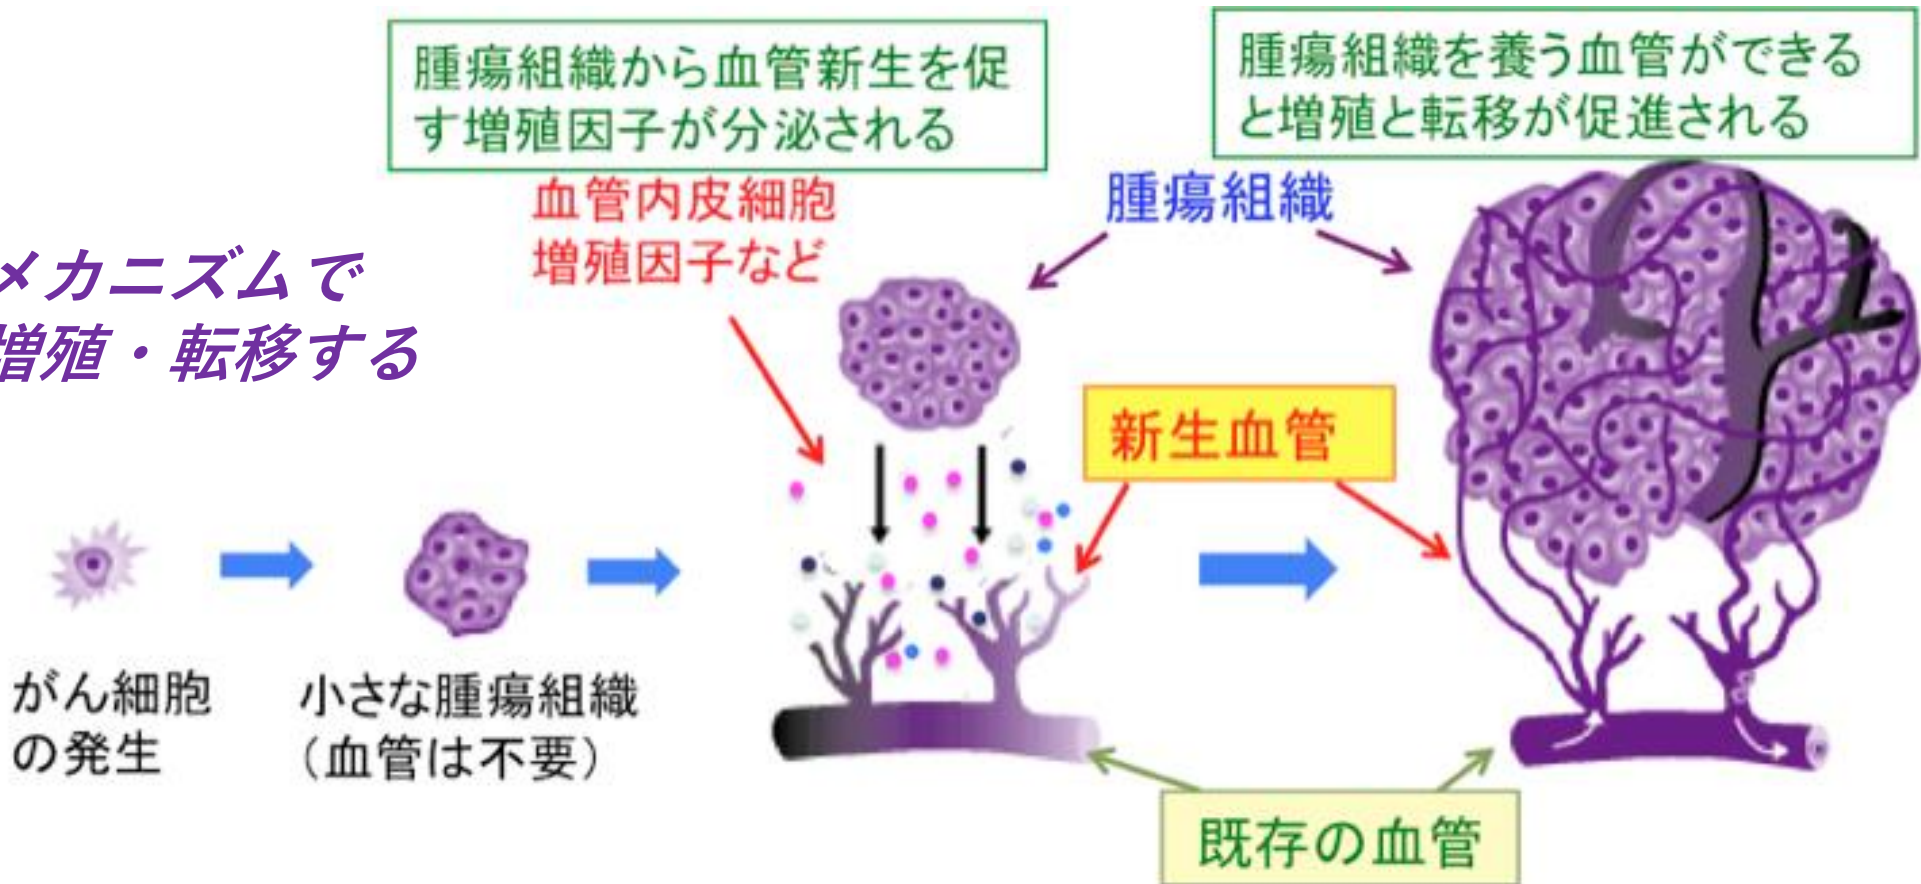 腫瘍組織から血管新生を促
す増殖因子が分泌される
腫瘍組織を養う血管ができる
と増殖と転移が促進される
血管内皮細胞
増殖因子など
腫瘍組織
メカニズムで
増殖・転移する
新生血管
がん細胞
の発生
小さな腫瘍組織
（血管は不要）
既存の血管